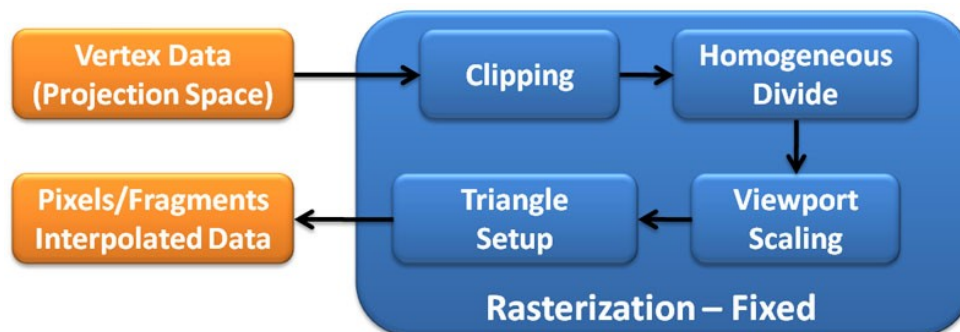 Vertex Data
(Projection Space)
Clipping
Homogeneous
Divide
Viewport
Scaling
Triangle
Setup
Pixels/Fragments
Interpolated Data
Rasterization – Fixed